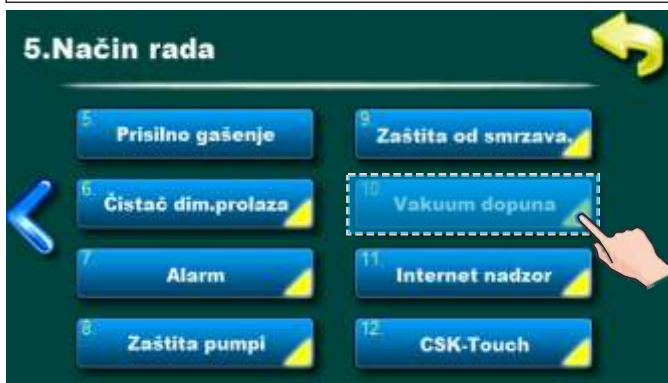 5.Način rada
5.
Prisilno gašenje
9.
Zaštita od smrzava.
6.
Čistač dim.prolaza
10.
Vakuum dopuna
7.
Alarm
11.
Internet nadzor
8.
Zaštita pumpi
12.
CSK-Touch